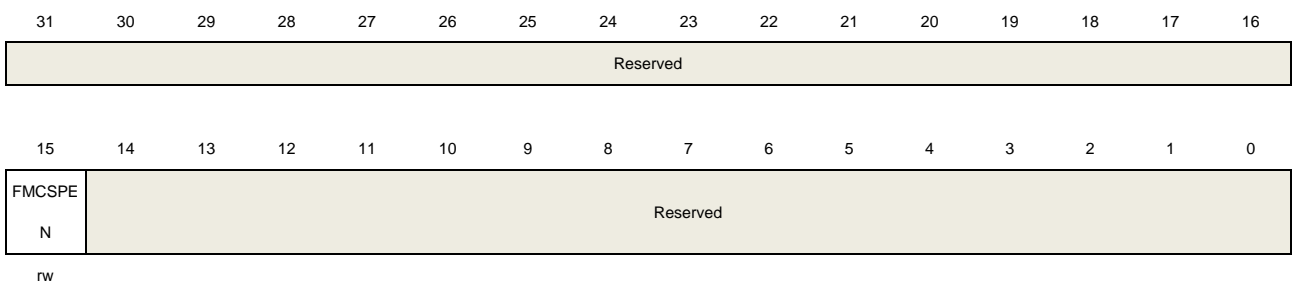 31 30 29 28 27 26 25 24 23 22 21 20 19 18 17 16
Reserved
15 14 13 12 11 10 9 8 7 6 5 4 3 2 1 0
FMCSPE
N
Reserved
rw